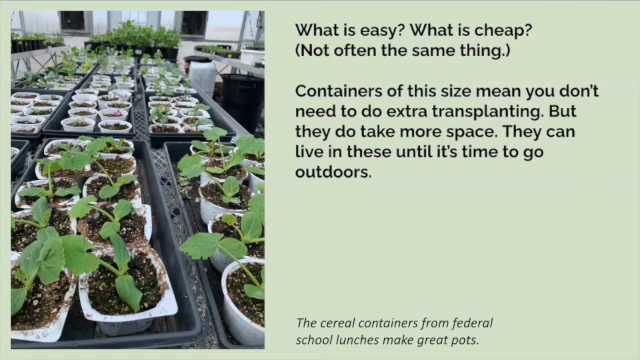 What is easy? What is cheap?
(Not often the same thing.)
Containers of this size mean you don't
need to do extra transplanting. But
they do take more space. They can
live in these until it's time to go
outdoors.
The cereal containers from federal
school lunches make great pots.